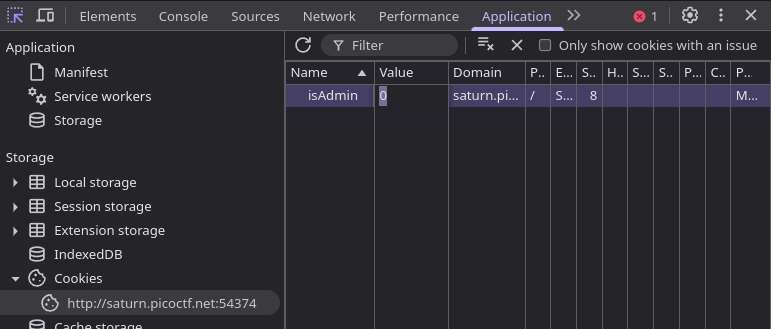 Elements Console Sources Network Performance Application 1
Application
Manifest
Service workers
Storage
Storage
Local storage
Session storage
Extension storage
IndexedDB
Cookies
http://saturn.picoctf.net:54374
Cache storage
Filter Only show cookies with an issue
Name Value Domain P.. E.. S.. H.. S... S.. P... C.. P..
isAdmin 0 saturn.pi... / S... 8 M...